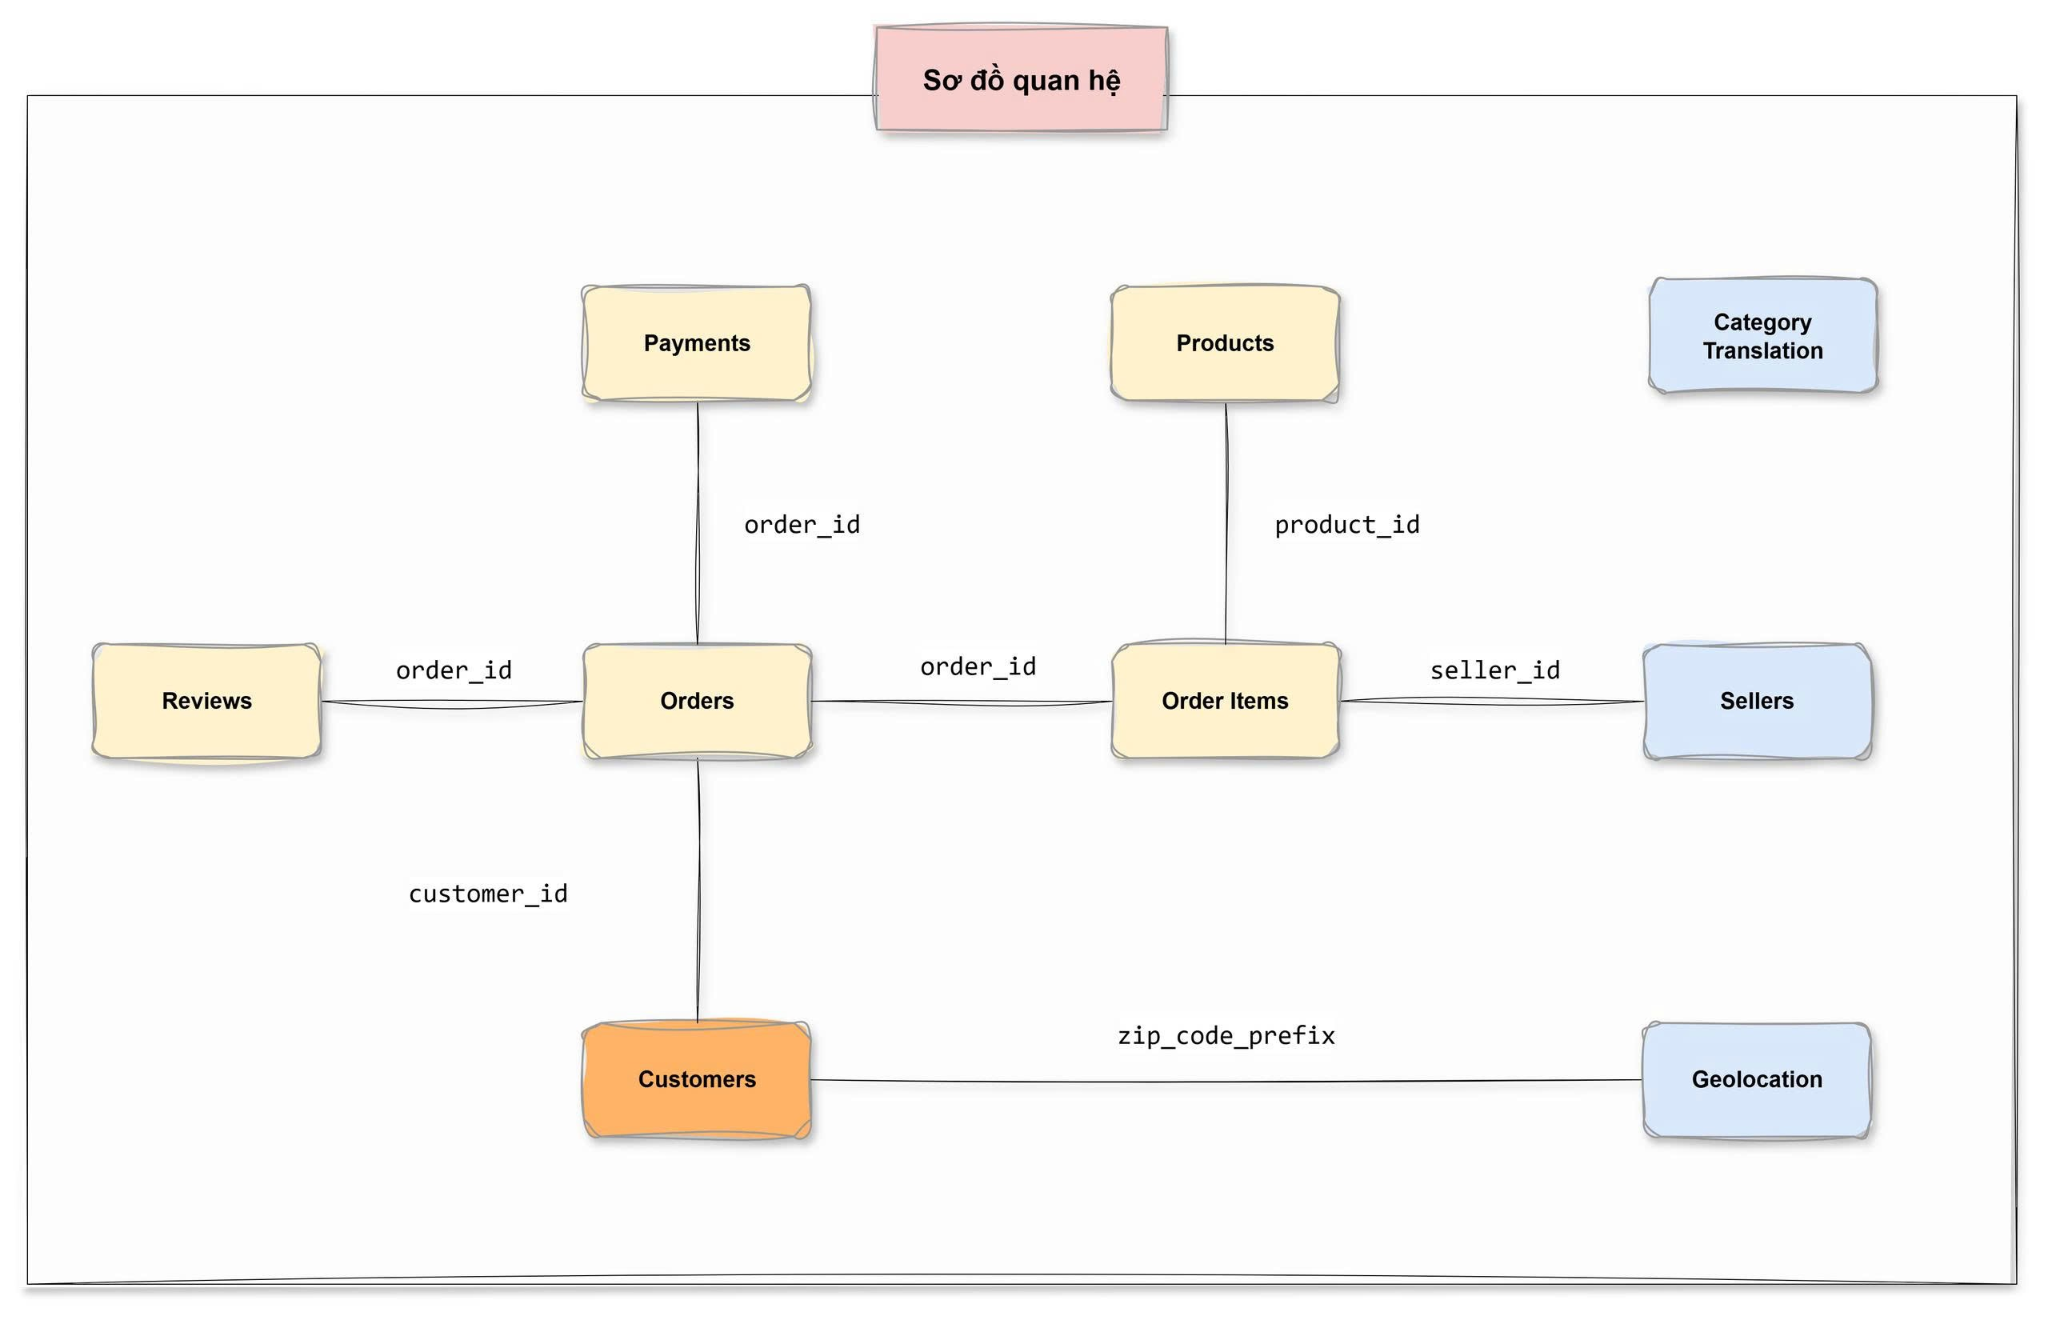 Sơ đồ quan hệ
Payments
Products
Category
Translation
order_id
product_id
Reviews
order_id
Orders
order_id
Order Items
seller_id
Sellers
customer_id
Customers
zip_code_prefix
Geolocation